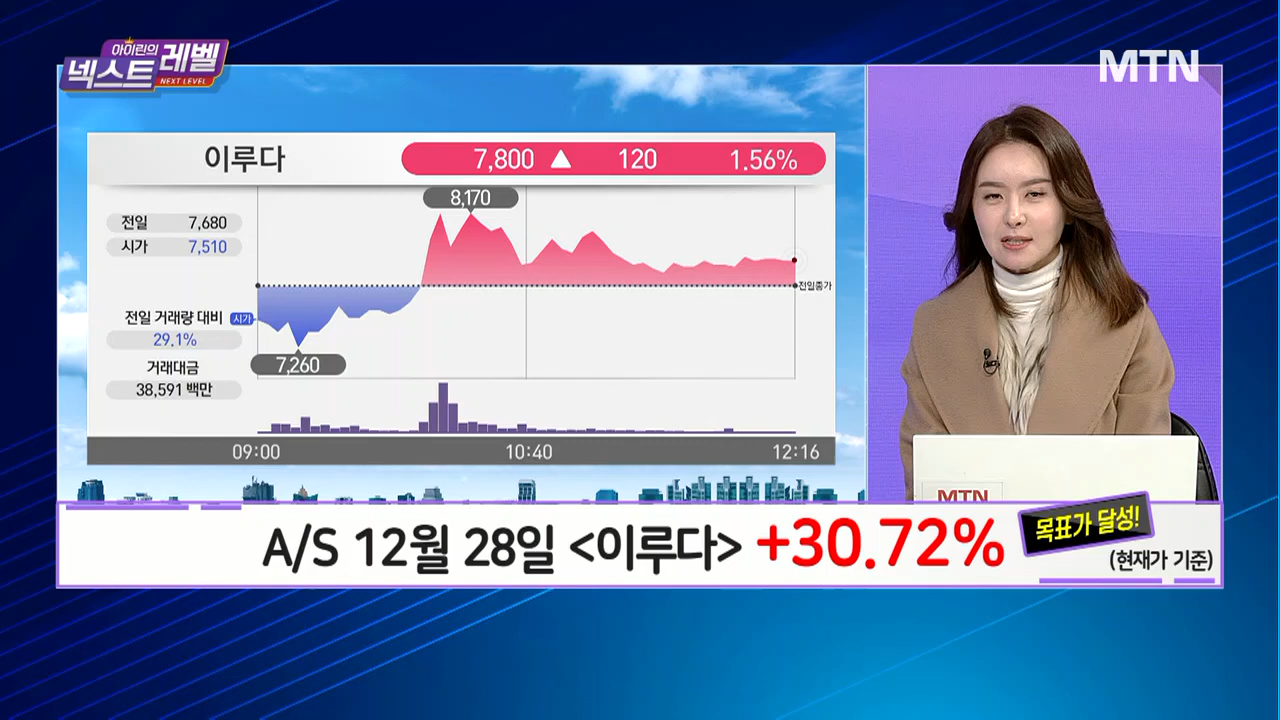 아이린의
넥스트 레벨
NEXT LEVEL
MTN
이루다
7,800 ▲ 120 1.56%
8,170
전일 7,680
시가 7,510
전일종가
전일 거래량 대비
시가
29.1%
7,260
거래대금
38,591 백만
09:00 10:40 12:16
MTN
A/S 12월 28일 <이루다> +30.72%
목표가 달성!
(현재가 기준)